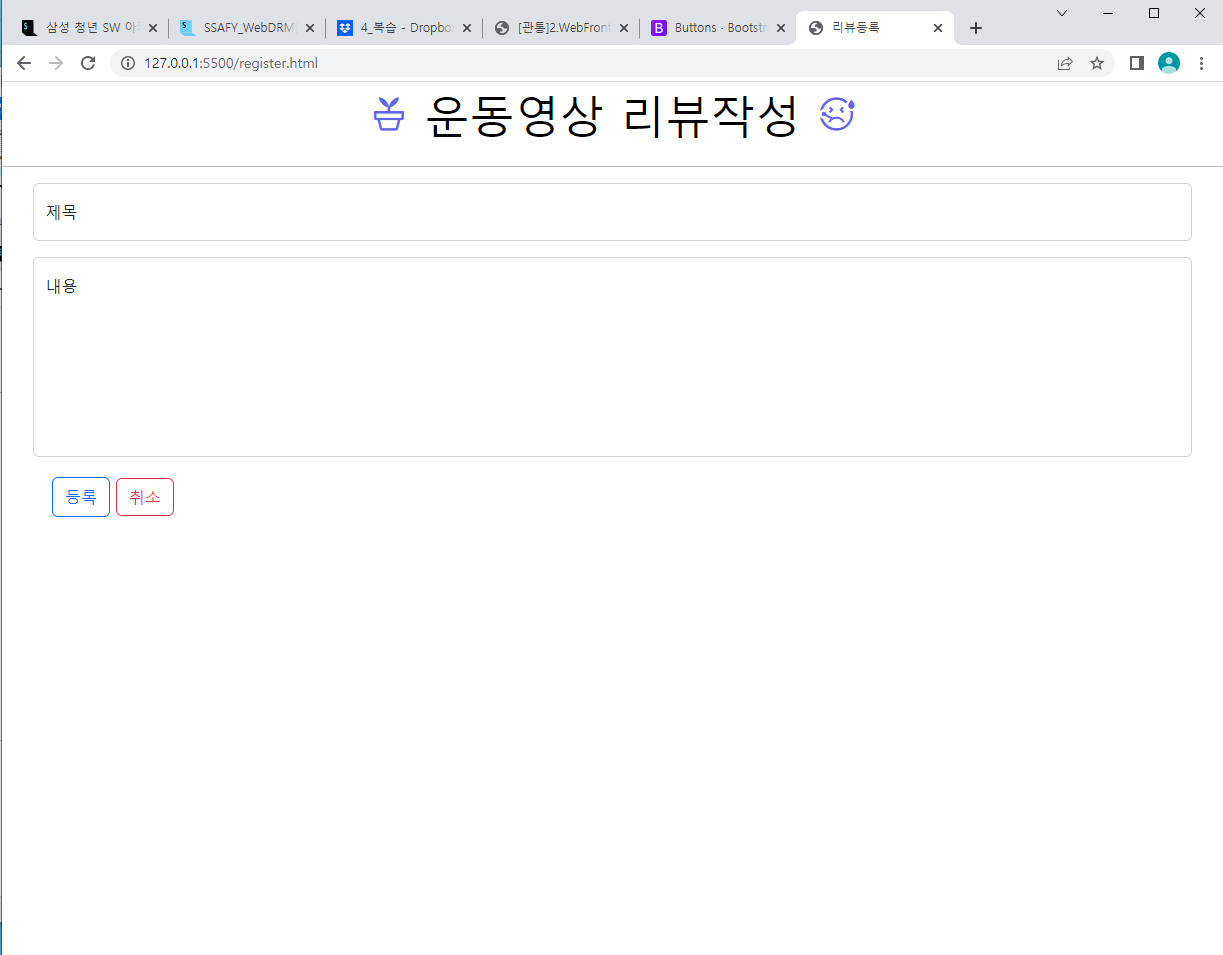 삼성 청년 SW 아
SSAFY_WebDRM
4_복습 - Dropbo
[관통]2.WebFront
Buttons · Bootstr
리뷰등록
127.0.0.1:5500/register.html
운동영상 리뷰작성
제목
내용
등록 취소